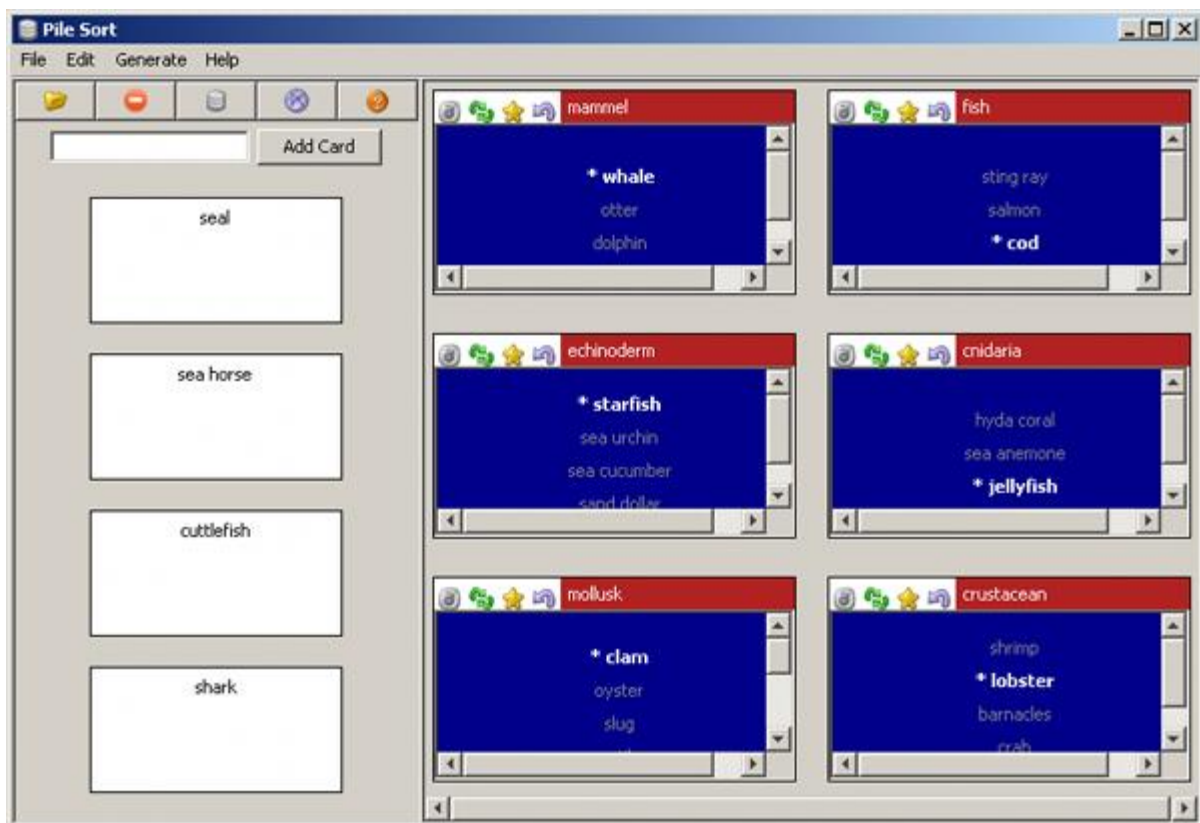 Pile Sort
File Edit Generate Help
Add Card
seal
sea horse
cuttlefish
shark
mammel
* whale
otter
dolphin
fish
sting ray
salmon
* cod
echinoderm
* starfish
sea urchin
sea cucumber
sand dollar
cnidaria
hyda coral
sea anemone
* jellyfish
mollusk
* clam
oyster
slug
crustacean
shrimp
* lobster
barnacles
crab